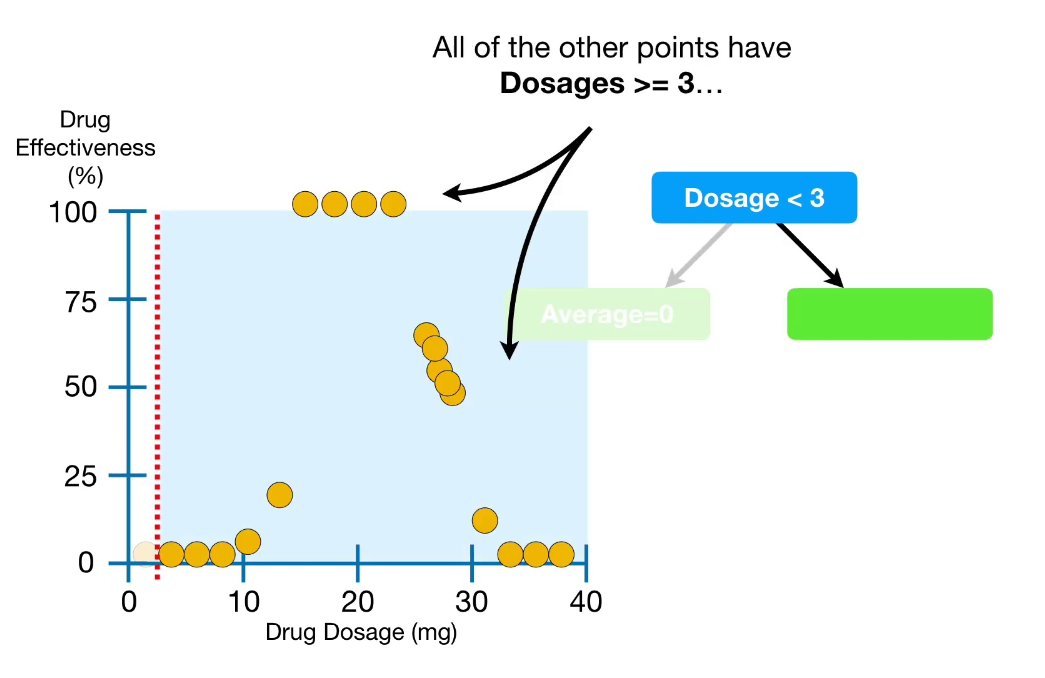 All of the other points have
Dosages >= 3…
Drug
Effectiveness
(%)
100
75
50
25
0
0
10
20
30
40
Drug Dosage (mg)
Dosage < 3
Average=0